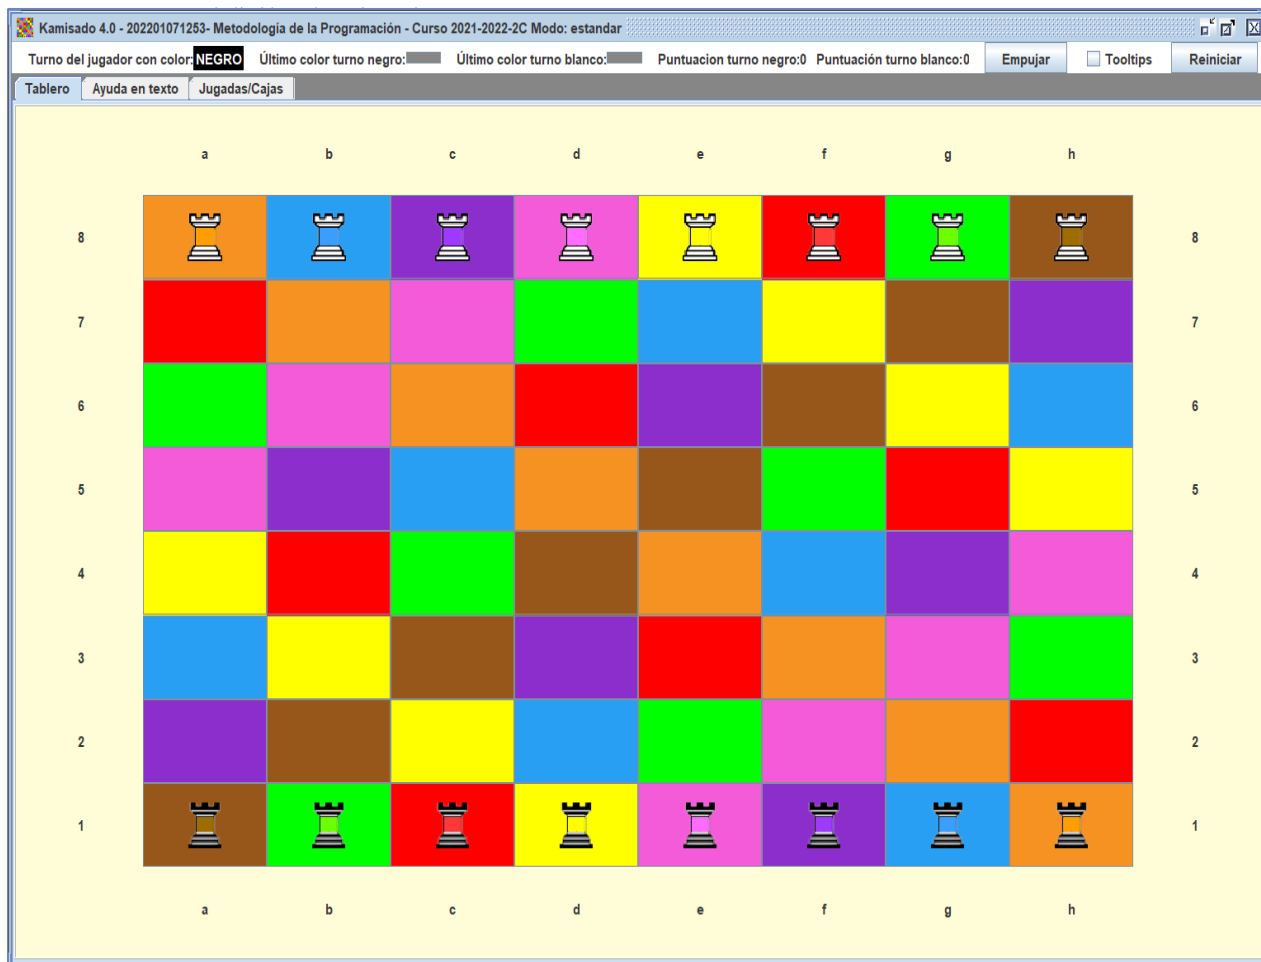 Kamisado 4.0 - 202201071253- Metodología de la Programación - Curso 2021-2022-2C Modo: estandar
Turno del jugador con color: NEGRO Último color turno negro: Último color turno blanco: Puntuacion turno negro:0 Puntuación turno blanco:0 Empujar Tooltips Reiniciar
Tablero Ayuda en texto Jugadas/Cajas
a b c d e f g h
8 8
7 7
6 6
5 5
4 4
3 3
2 2
1 1
a b c d e f g h